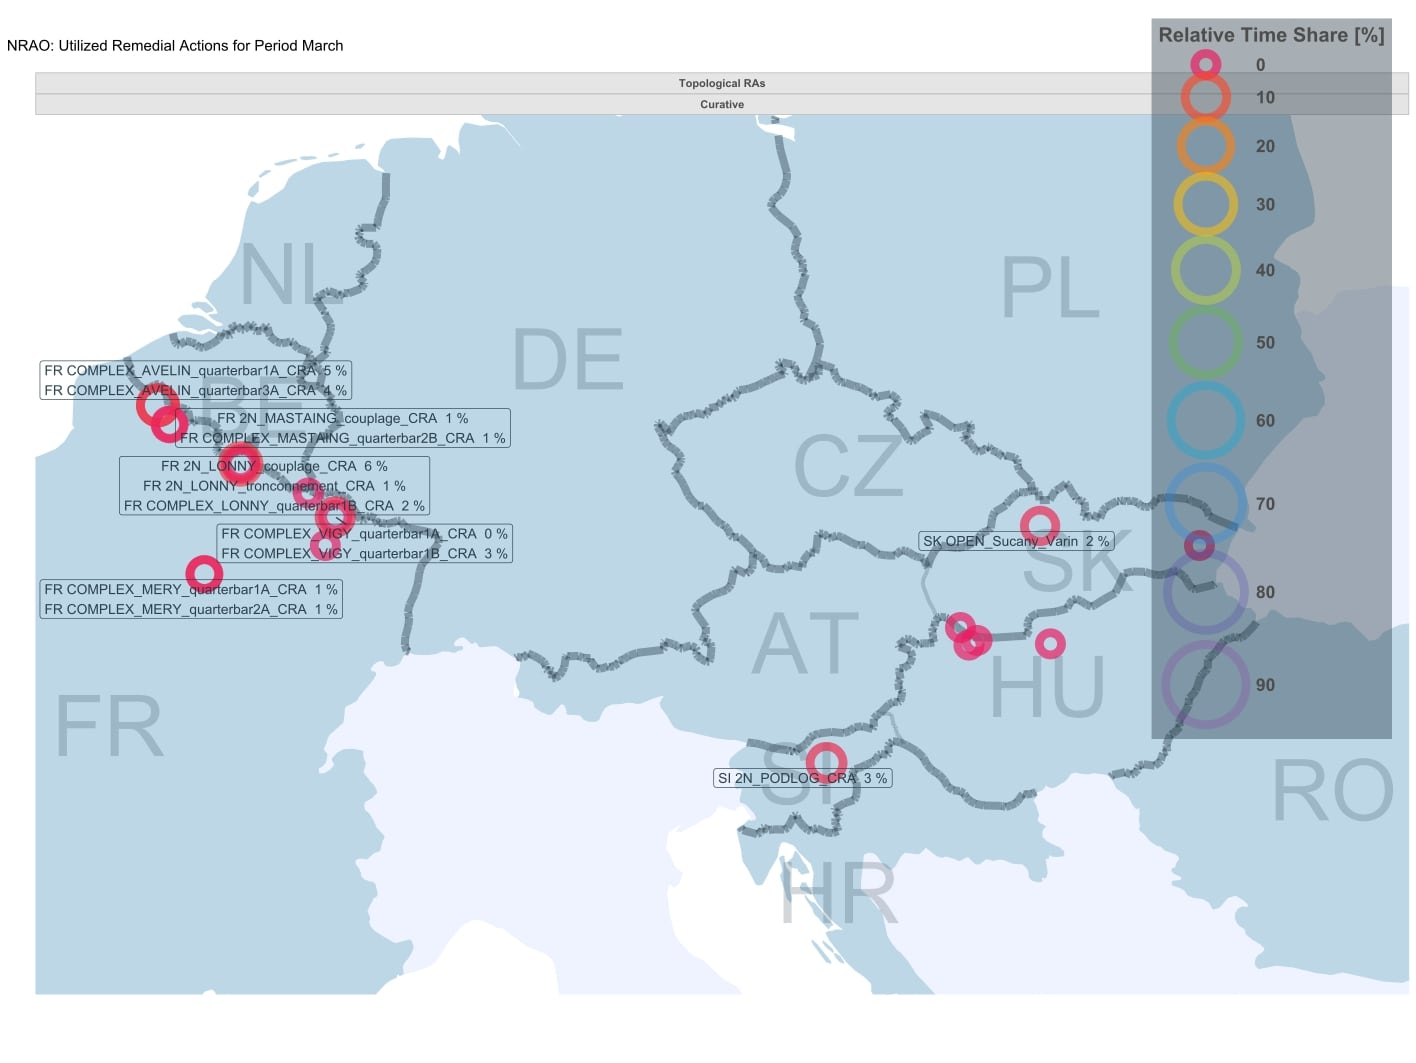 NRAO: Utilized Remedial Actions for Period March
Relative Time Share [%]
0
10
20
30
40
50
60
70
80
90
Topological RAs
Curative
NL
PL
DE
BE
FR COMPLEX_AVELIN_quarterbar1A_CRA 5 %
FR COMPLEX_AVELIN_quarterbar3A_CRA 4 %
FR 2N_MASTAING_couplage_CRA 1 %
FR COMPLEX_MASTAING_quarterbar2B_CRA 1 %
CZ
FR 2N_LONNY_couplage_CRA 6 %
FR 2N_LONNY_tronconnement_CRA 1 %
FR COMPLEX_LONNY_quarterbar1B_CRA 2 %
FR COMPLEX_VIGY_quarterbar1A_CRA 0 %
FR COMPLEX_VIGY_quarterbar1B_CRA 3 %
SK OPEN_Sucany_Varin 2 %
SK
FR COMPLEX_MERY_quarterbar1A_CRA 1 %
FR COMPLEX_MERY_quarterbar2A_CRA 1 %
AT
HU
FR
SI
SI 2N_PODLOG_CRA 3 %
RO
HR